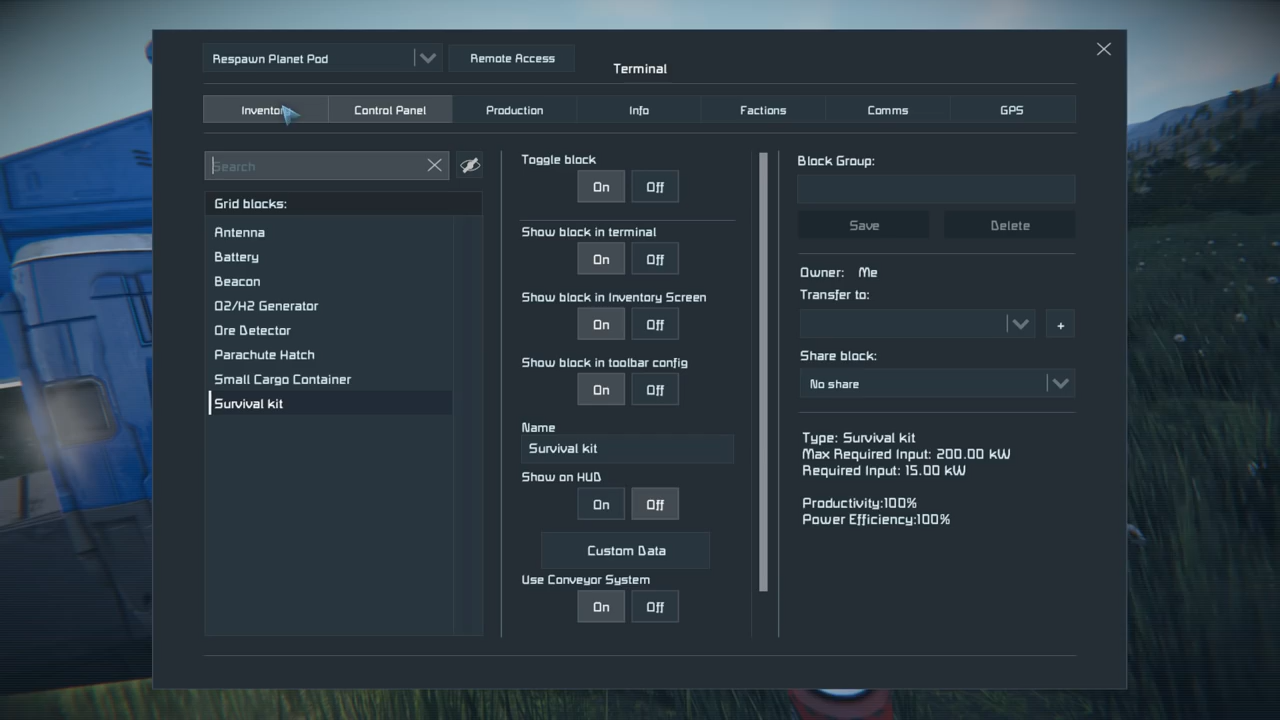 Respawn Planet Pod
Remote Access
Terminal
Inventory
Control Panel
Production
Info
Factions
Comms
GPS
Search
Grid blocks:
Antenna
Battery
Beacon
O2/H2 Generator
Ore Detector
Parachute Hatch
Small Cargo Container
Survival kit
Toggle block
On Off
Show block in terminal
On Off
Show block in Inventory Screen
On Off
Show block in toolbar config
On Off
Name
Survival kit
Show on HUD
On Off
Custom Data
Use Conveyor System
On Off
Block Group:
Save
Delete
Owner: Me
Transfer to:
+
Share block:
No share
Type: Survival kit
Max Required Input: 200.00 kW
Required Input: 15.00 kW
Productivity:100%
Power Efficiency:100%